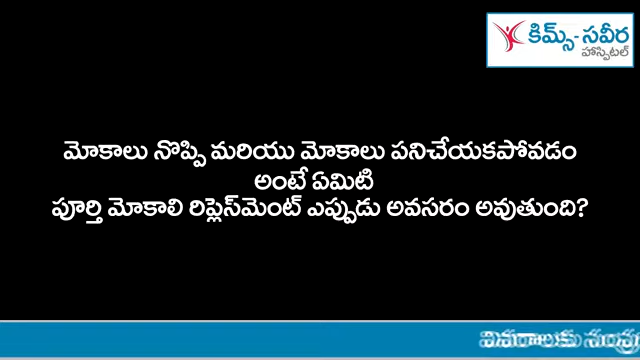 కిమ్స్- సవీర
హాస్పిటల్
మోకాలు నొప్పి మరియు మోకాలు పనిచేయకపోవడం
అంటే ఏమిటి
పూర్తి మోకాలి రిప్లేస్‌మెంట్ ఎప్పుడు అవసరం అవుతుంది?